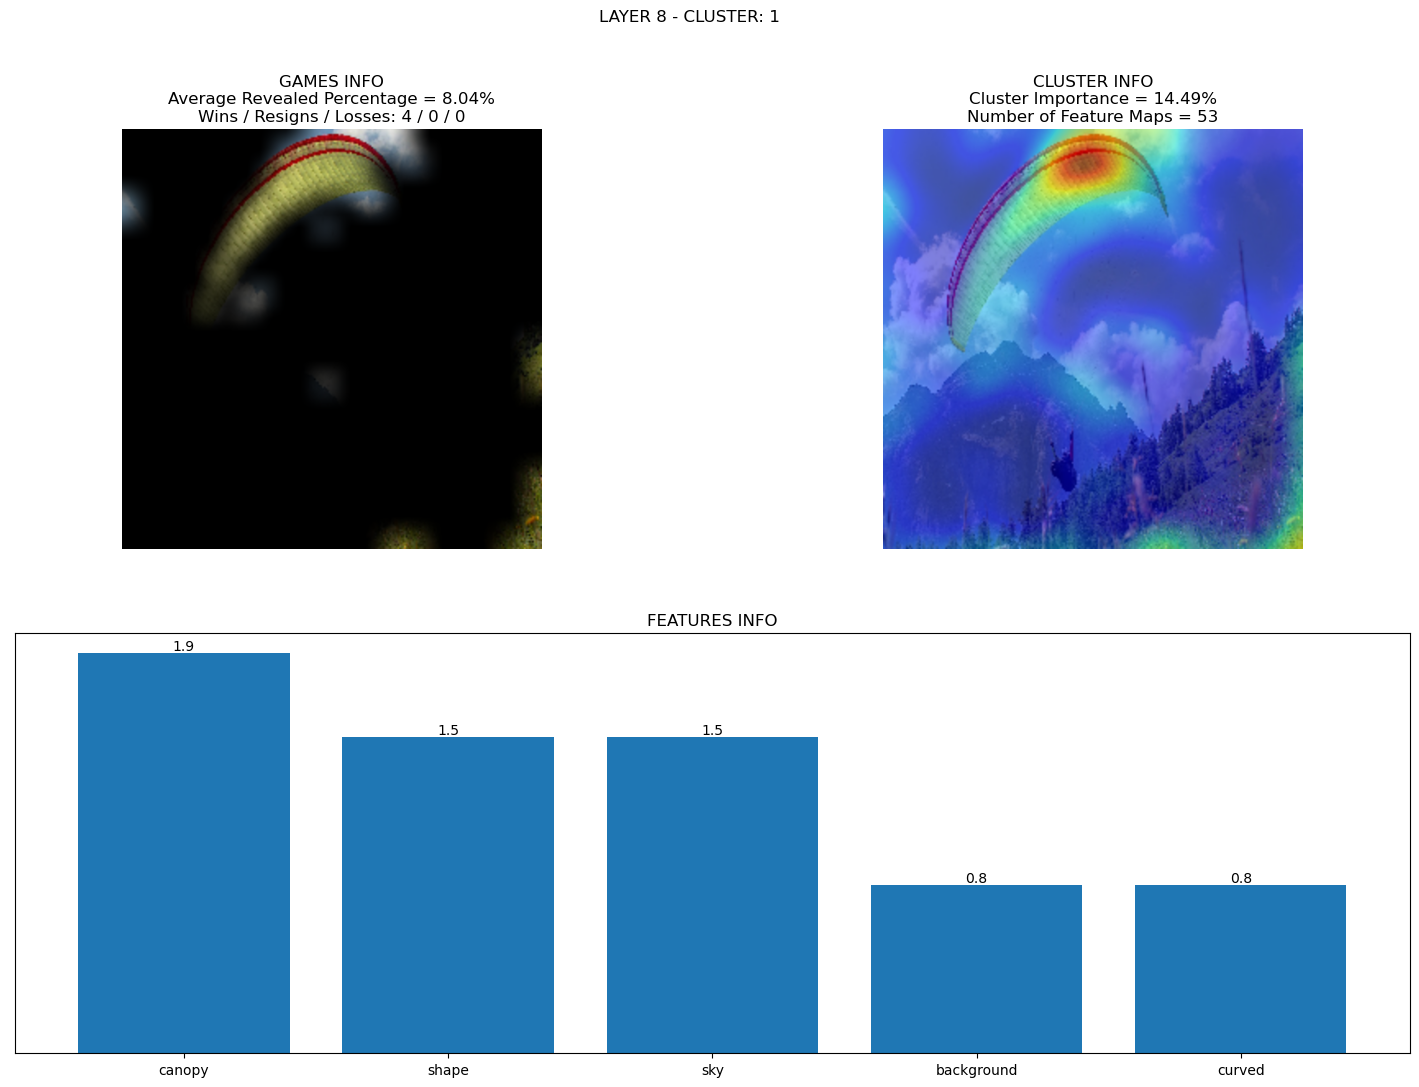 LAYER 8 - CLUSTER: 1
GAMES INFO
Average Revealed Percentage = 8.04%
Wins / Resigns / Losses: 4 / 0 / 0
CLUSTER INFO
Cluster Importance = 14.49%
Number of Feature Maps = 53
FEATURES INFO
1.9
1.5
1.5
0.8
0.8
canopy
shape
sky
background
curved